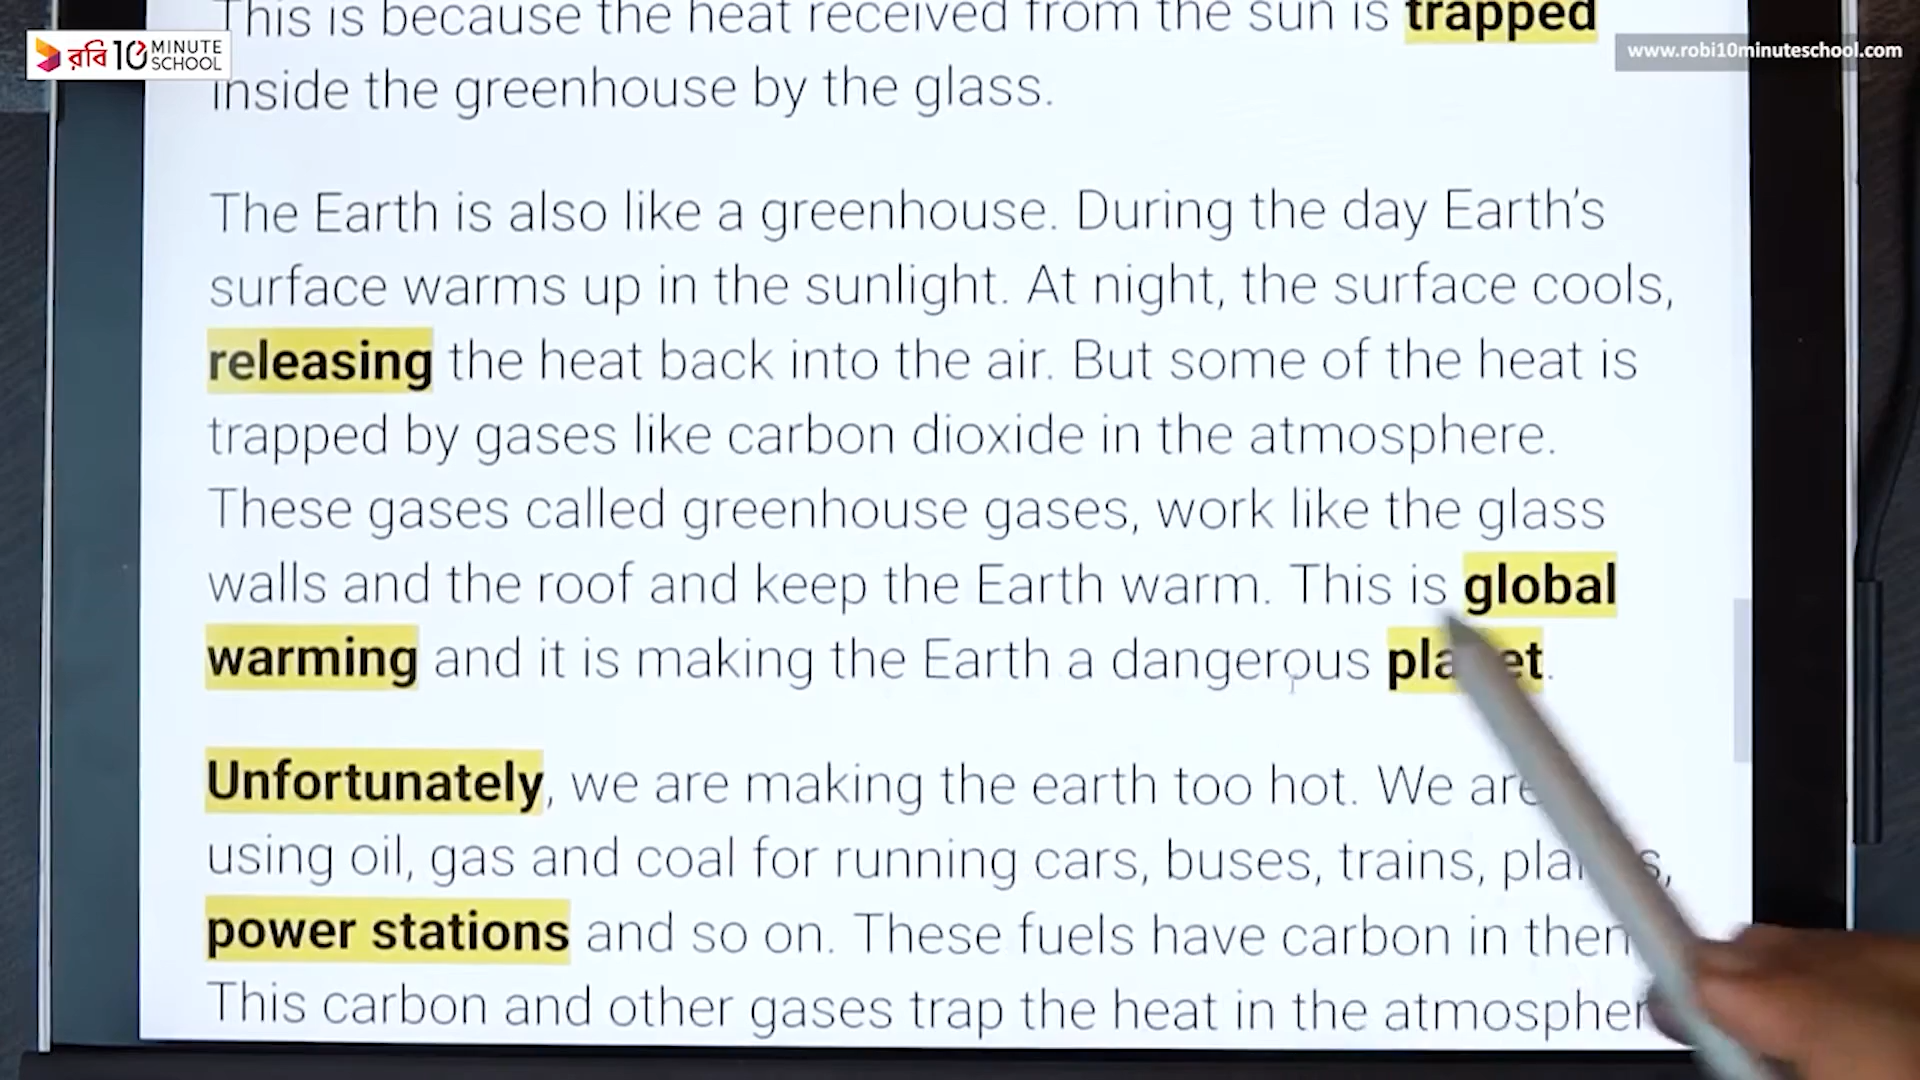 This is because the heat received from the sun is trapped
রবি 10 MINUTE SCHOOL
www.robi10minuteschool.com
inside the greenhouse by the glass.
The Earth is also like a greenhouse. During the day Earth's
surface warms up in the sunlight. At night, the surface cools,
releasing the heat back into the air. But some of the heat is
trapped by gases like carbon dioxide in the atmosphere.
These gases called greenhouse gases, work like the glass
walls and the roof and keep the Earth warm. This is global
warming and it is making the Earth a dangerous planet.
Unfortunately, we are making the earth too hot. We are
using oil, gas and coal for running cars, buses, trains,
power stations and so on. These fuels have carbon in
This carbon and other gases trap the heat in the